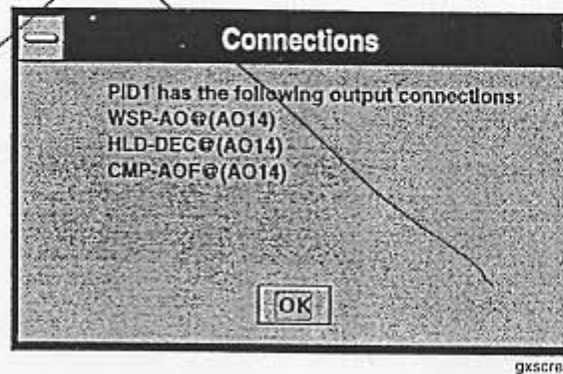 Connections
PID1 has the following output connections:
WSP-AO@(AO14)
HLD-DEC@(AO14)
CMP-AOF@(AO14)
OK
gxscre